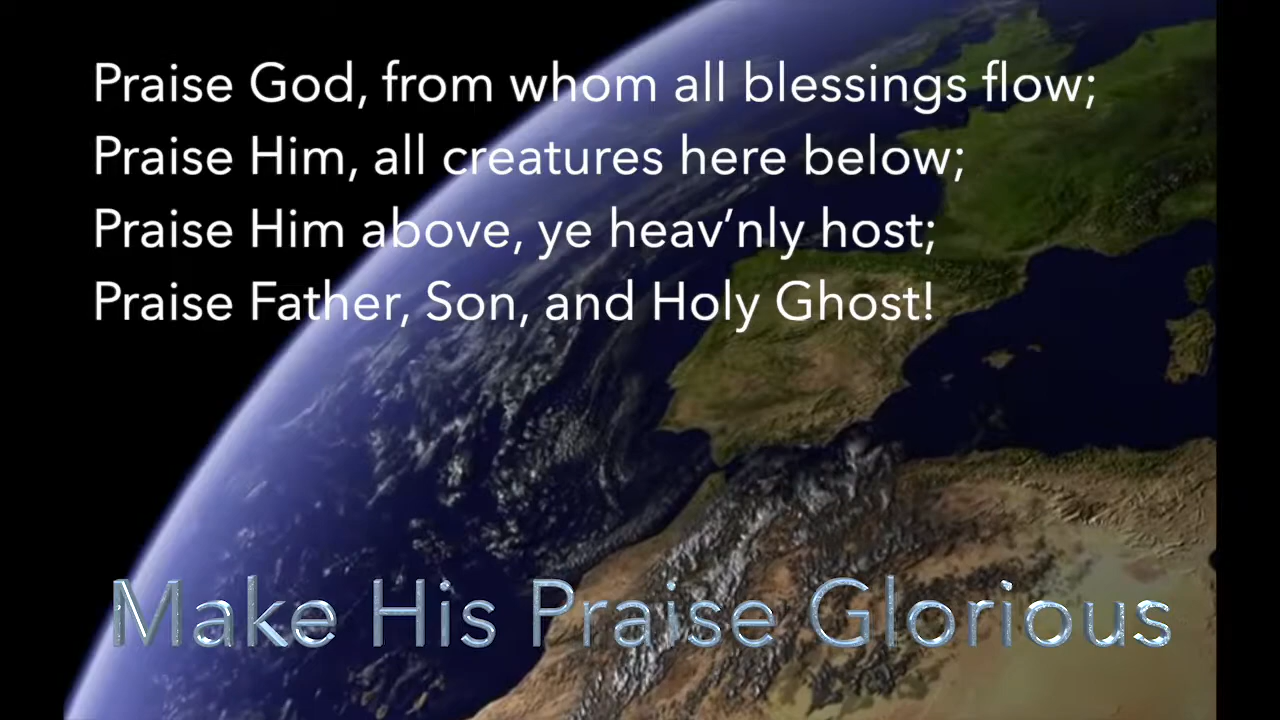 Praise God, from whom all blessings flow;
Praise Him, all creatures here below;
Praise Him above, ye heav’nly host;
Praise Father, Son, and Holy Ghost!
Make His Praise Glorious